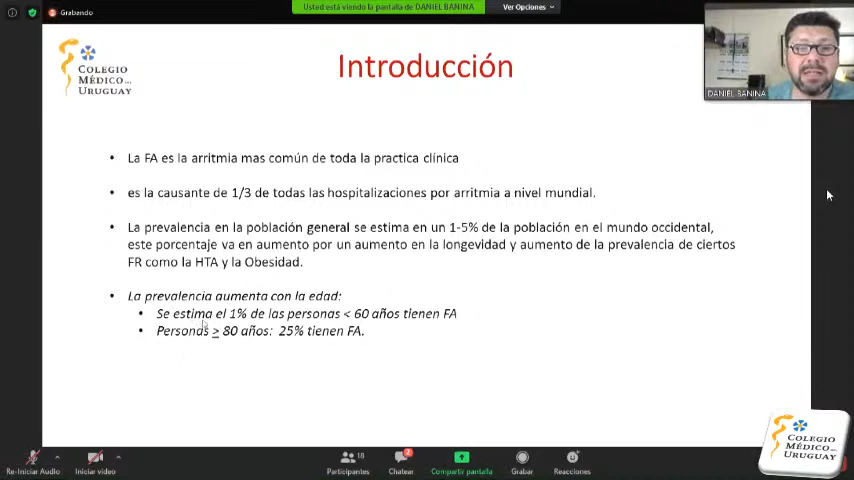 Grabando
Usted está viendo la pantalla de DANIEL BANINA
Ver Opciones
COLEGIO
MÉDICO
URUGUAY
Introducción
DANIEL BANINA
• La FA es la arritmia mas común de toda la practica clínica
• es la causante de 1/3 de todas las hospitalizaciones por arritmia a nivel mundial.
• La prevalencia en la población general se estima en un 1-5% de la población en el mundo occidental,
este porcentaje va en aumento por un aumento en la longevidad y aumento de la prevalencia de ciertos
FR como la HTA y la Obesidad.
• La prevalencia aumenta con la edad:
• Se estima el 1% de las personas < 60 años tienen FA
• Personas ≥ 80 años: 25% tienen FA.
Re-Iniciar Audio
Iniciar video
18
Participantes
2
Chatear
Compartir pantalla
Grabar
Reacciones
COLEGIO
MÉDICO
URUGUAY